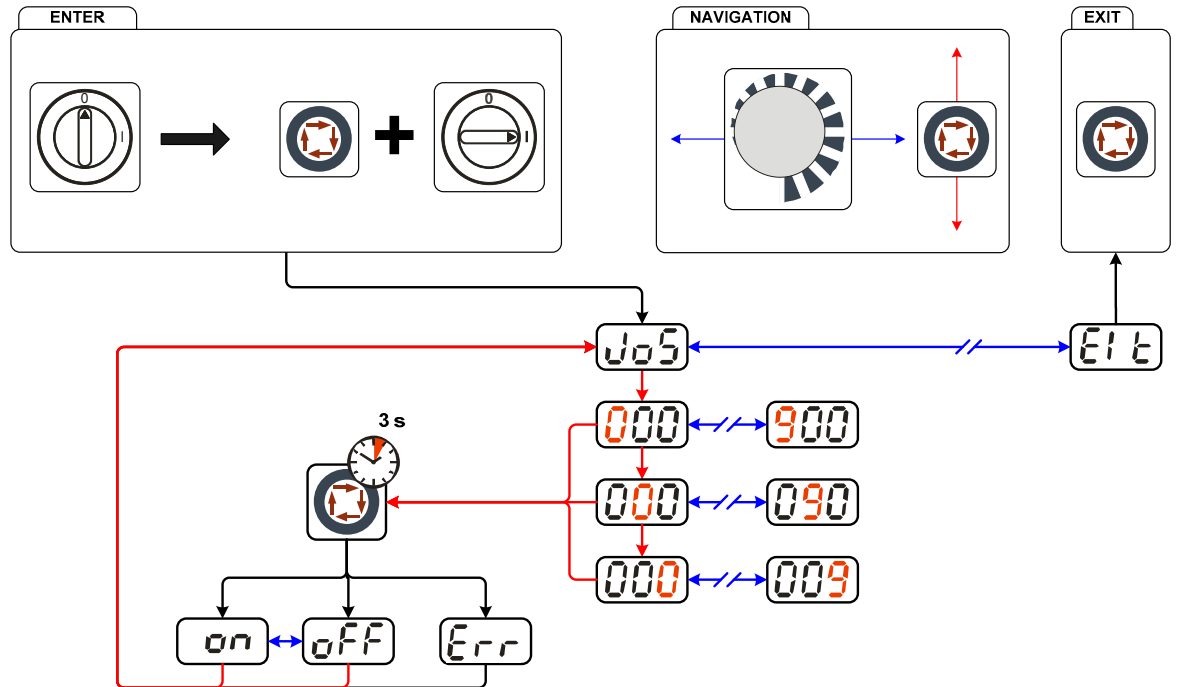 ENTER
NAVIGATION
EXIT
0
I
0
I
JoS
EIt
000
900
3 s
000
090
000
009
on
oFF
Err